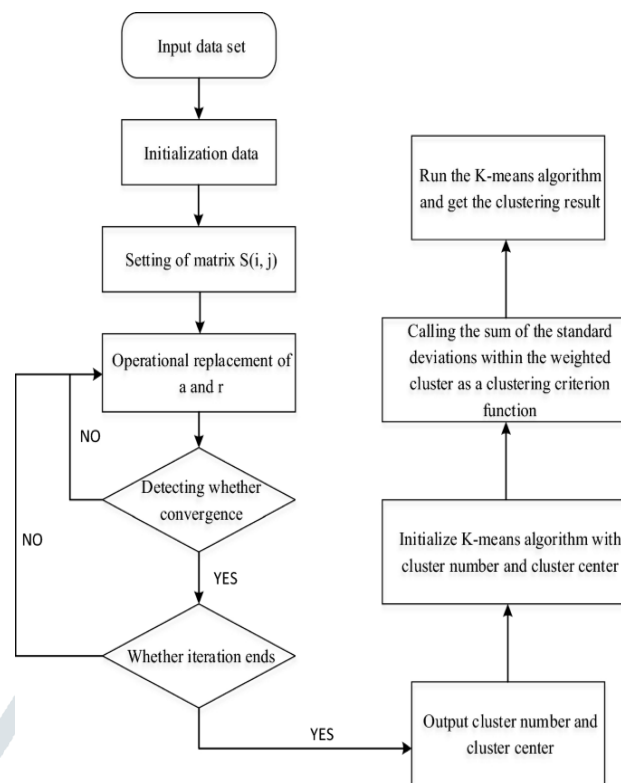 Input data set
Initialization data
Setting of matrix S(i, j)
Operational replacement of
a and r
NO
Detecting whether
convergence
NO
YES
Whether iteration ends
YES
Output cluster number and
cluster center
Initialize K-means algorithm with
cluster number and cluster center
Calling the sum of the standard
deviations within the weighted
cluster as a clustering criterion
function
Run the K-means algorithm
and get the clustering result